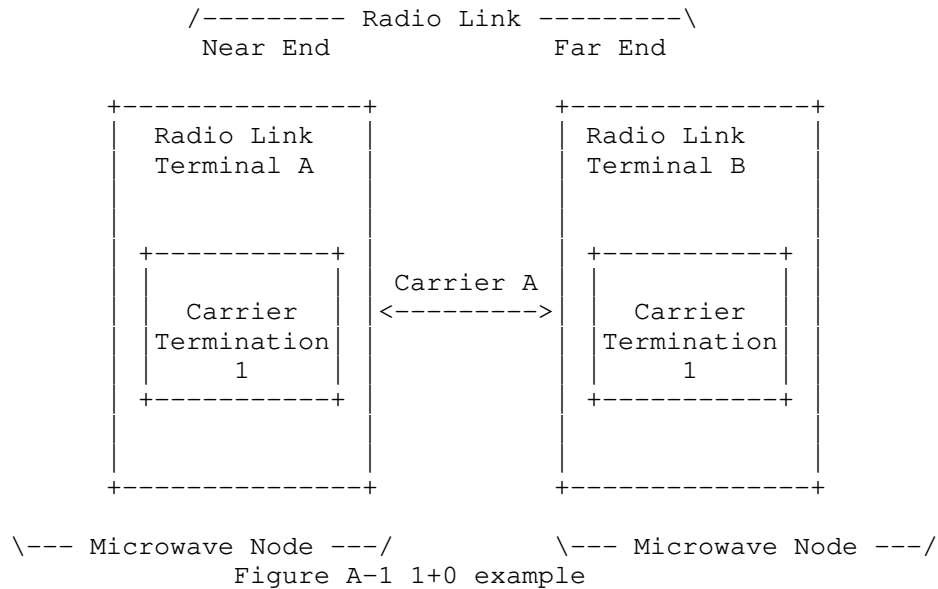 /--------- Radio Link ---------\
Near End Far End
+---------------+ +---------------+
| Radio Link | | Radio Link |
| Terminal A | | Terminal B |
| | | |
| | | |
| +-----------+ | | +-----------+ |
| | | | Carrier A | | | |
| | Carrier | |<--------->| | Carrier | |
| |Termination| | | |Termination| |
| | 1 | | | | 1 | |
| +-----------+ | | +-----------+ |
| | | |
| | | |
+---------------+ +---------------+
\--- Microwave Node ---/ \--- Microwave Node ---/
Figure A-1 1+0 example